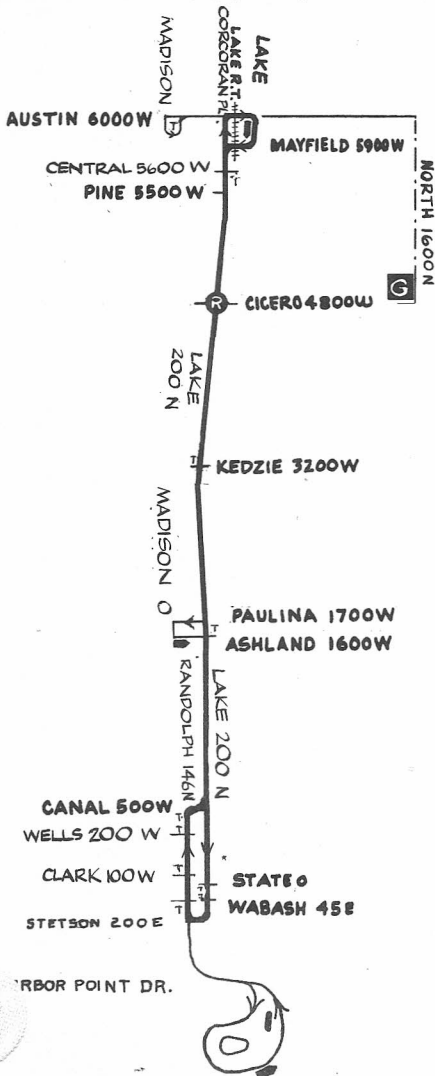 LAKE
LAKE R.T.
CORCORAN PL
MADISON
AUSTIN 6000W
T
MAYFIELD 5900W
CENTRAL 5600 W
T
PINE 5500 W
NORTH 1600 N
G
R
CICERO 4800W
LAKE
200 N
T
KEDZIE 3200W
MADISON O
PAULINA 1700W
T
ASHLAND 1600W
RANDOLPH 146N
LAKE 200 N
CANAL 500W
T
T
WELLS 200 W
CLARK 100W
T
STATE O
T
WABASH 45E
T
STETSON 200E
RBOR POINT DR.